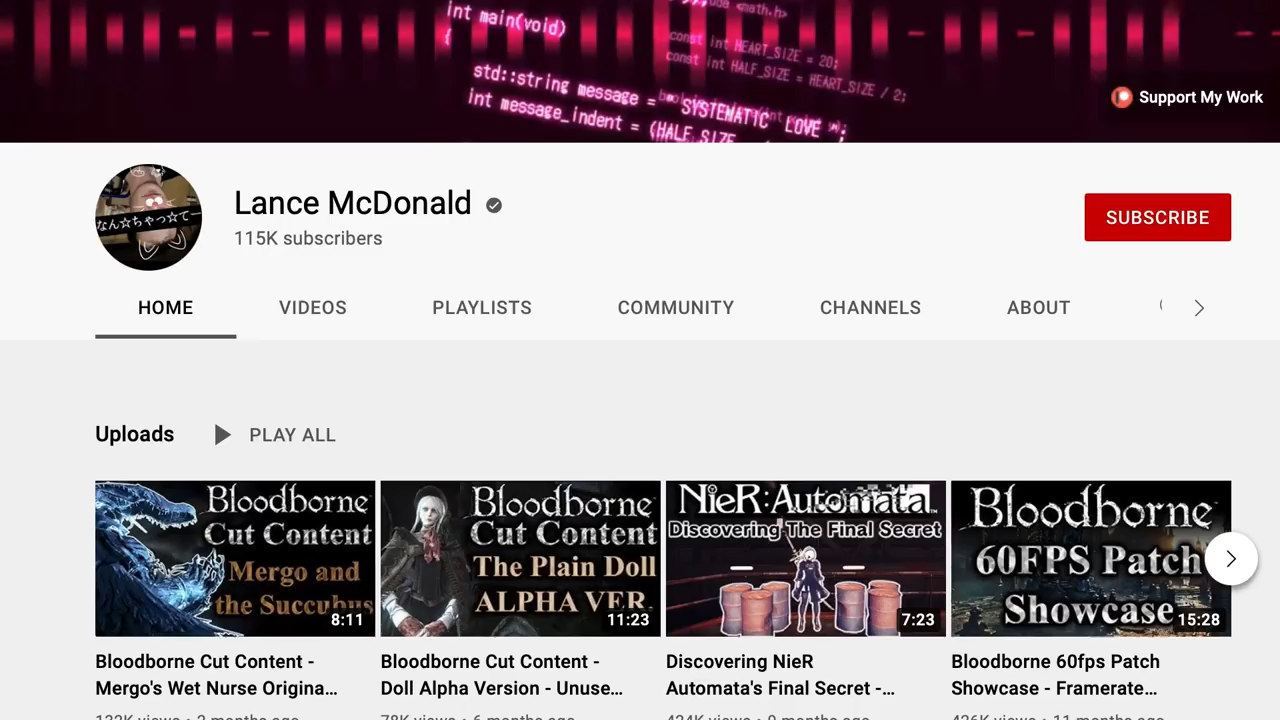 int main(void)
{
<math.h>
const int HEART_SIZE = 20;
const int HALF_SIZE = HEART_SIZE / 2;
std::string message = " SYSTEMATIC LOVE ";
int message_indent = (HALF_SIZE
Support My Work
なん☆ちゃっ☆てー
Lance McDonald
115K subscribers
SUBSCRIBE
HOME
VIDEOS
PLAYLISTS
COMMUNITY
CHANNELS
ABOUT
Uploads
PLAY ALL
Bloodborne
Cut Content
Mergo and
the Succubus
8:11
Bloodborne
Cut Content
The Plain Doll
ALPHA VER.
11:23
NieR:Automata
Discovering The Final Secret
7:23
Bloodborne
60FPS Patch
Showcase
15:28
Bloodborne Cut Content -
Mergo's Wet Nurse Origina...
Bloodborne Cut Content -
Doll Alpha Version - Unuse...
Discovering NieR
Automata's Final Secret -...
Bloodborne 60fps Patch
Showcase - Framerate...